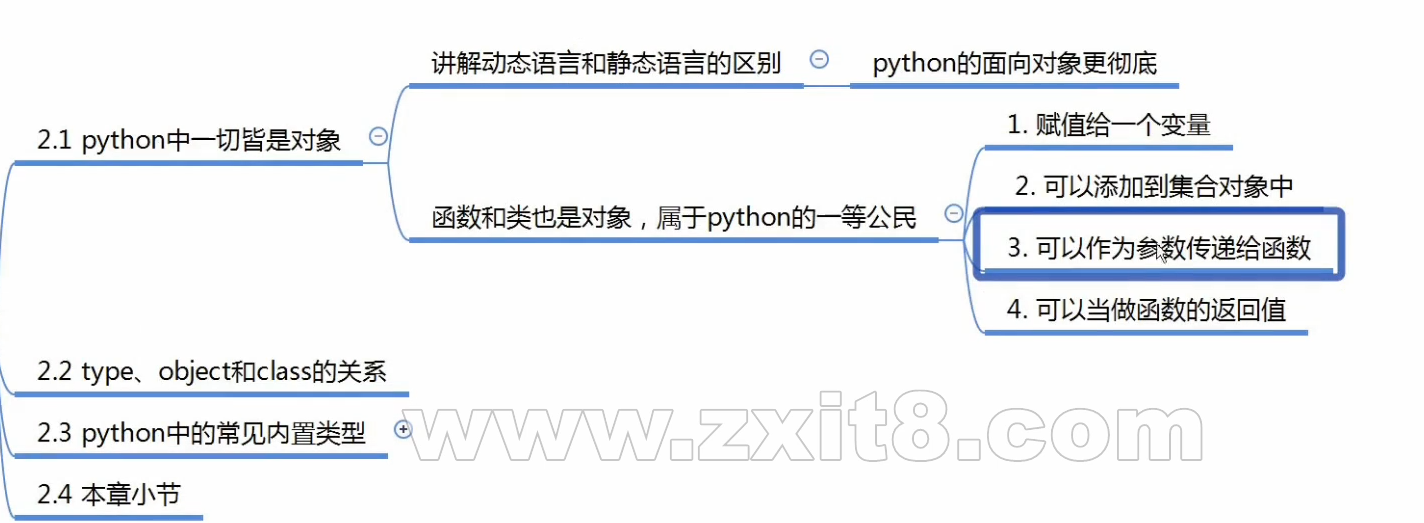 讲解动态语言和静态语言的区别
python的面向对象更彻底
2.1 python中一切皆是对象
1. 赋值给一个变量
2. 可以添加到集合对象中
函数和类也是对象，属于python的一等公民
3. 可以作为参数传递给函数
4. 可以当做函数的返回值
2.2 type、object和class的关系
2.3 python中的常见内置类型
www.zxit8.com
2.4 本章小节